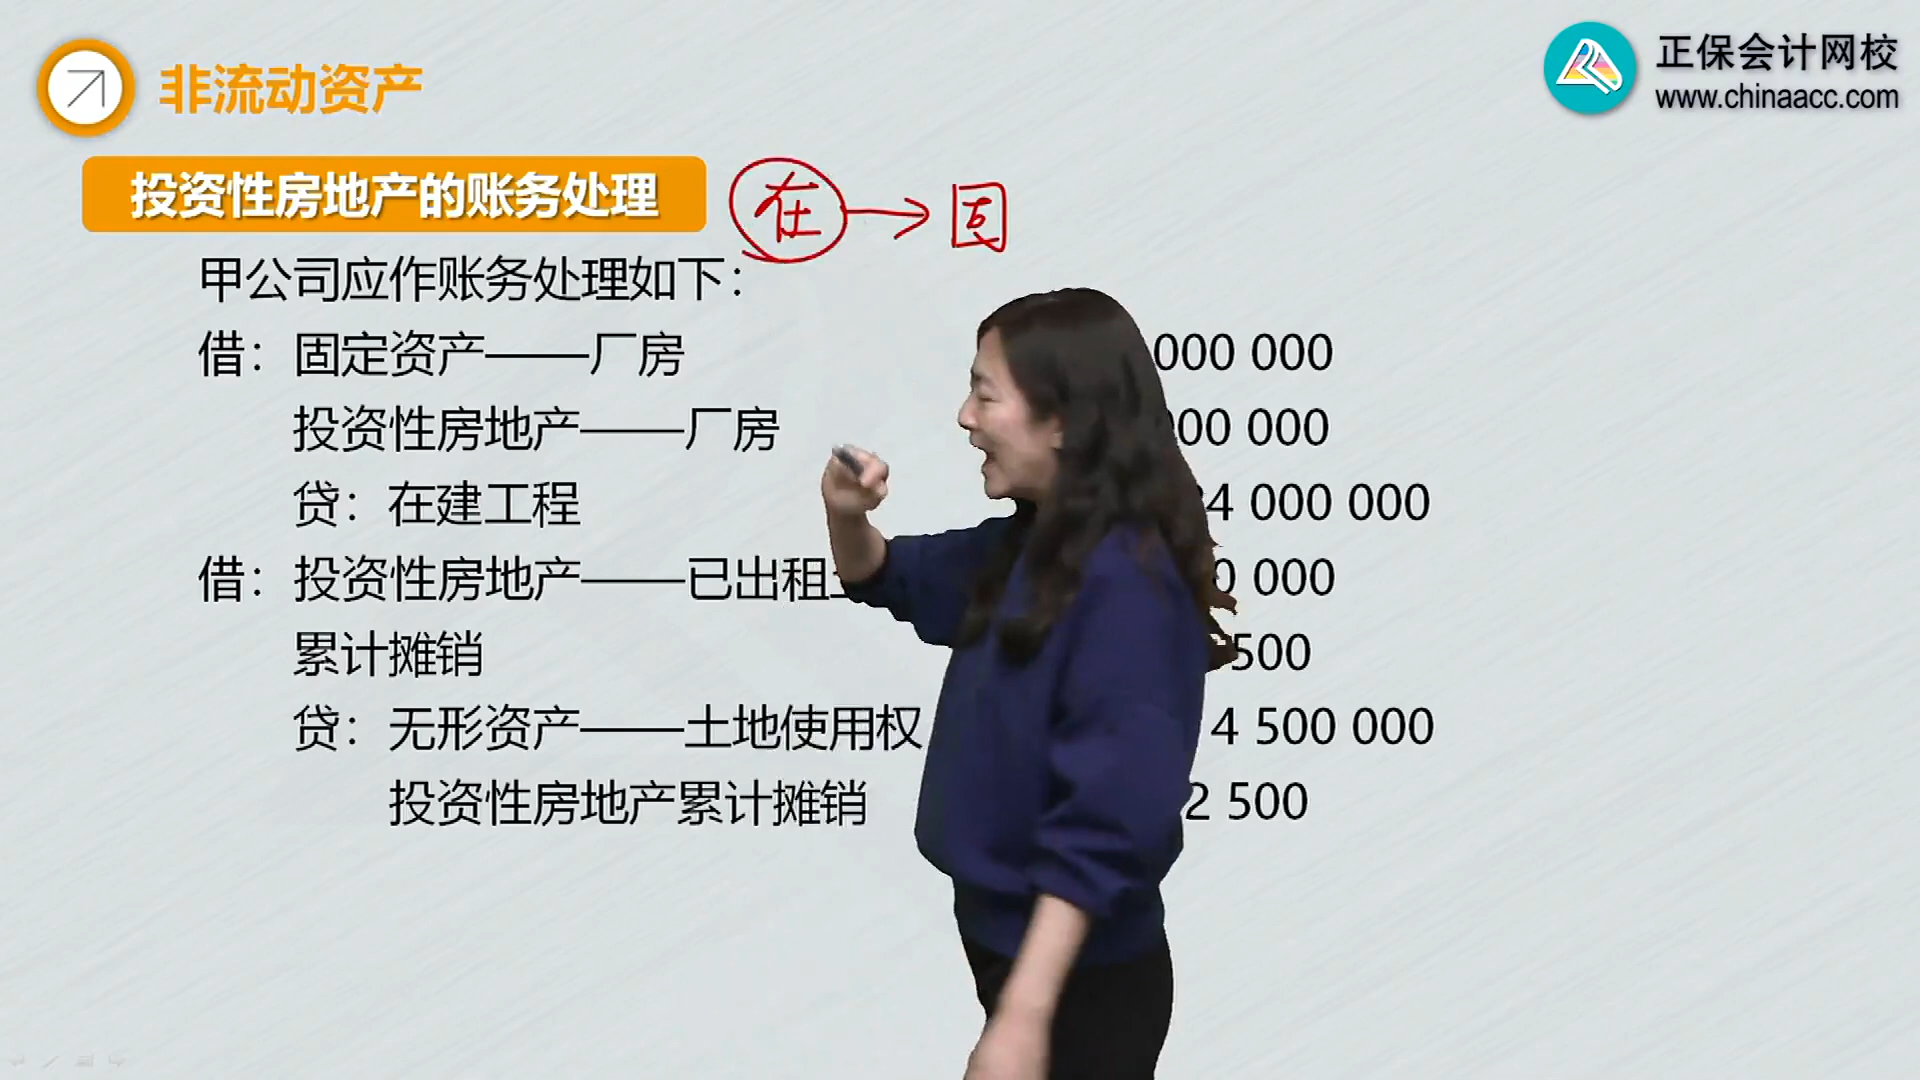 非流动资产
正保会计网校
www.chinaacc.com
投资性房地产的账务处理
在→固
甲公司应作账务处理如下：
借：固定资产——厂房 000 000
投资性房地产——厂房 000 000
贷：在建工程 4 000 000
借：投资性房地产——已出租 0 000
累计摊销 500
贷：无形资产——土地使用权 4 500 000
投资性房地产累计摊销 2 500